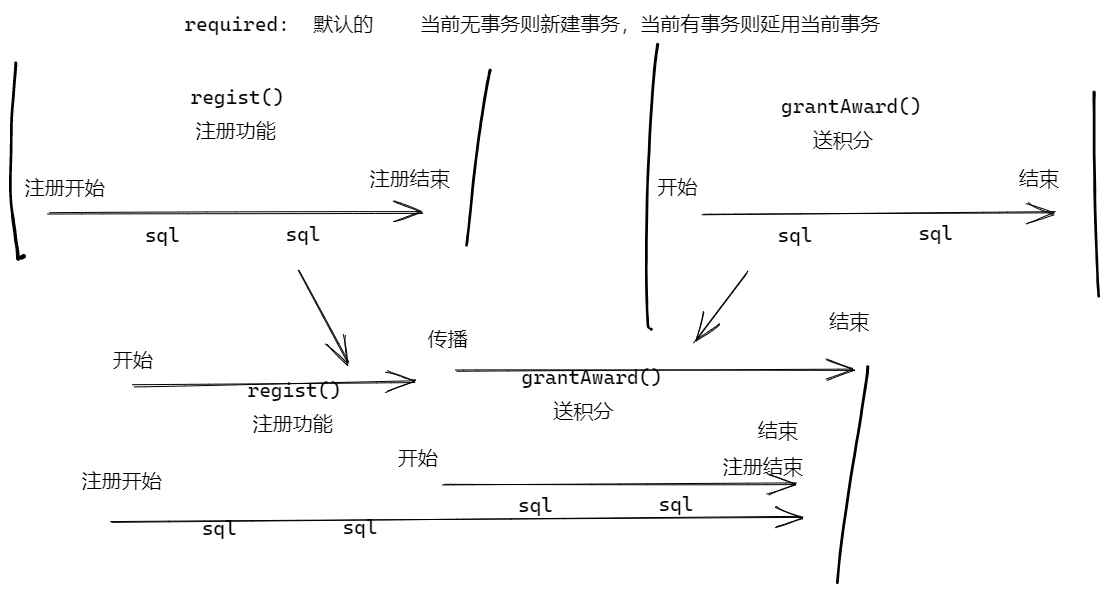 required: 默认的 当前无事务则新建事务，当前有事务则延用当前事务
regist()
注册功能
注册开始
注册结束
sql
sql
grantAward()
送积分
开始
结束
sql
sql
开始
regist()
注册功能
传播
grantAward()
送积分
结束
注册开始
sql
sql
开始
sql
sql
结束
注册结束